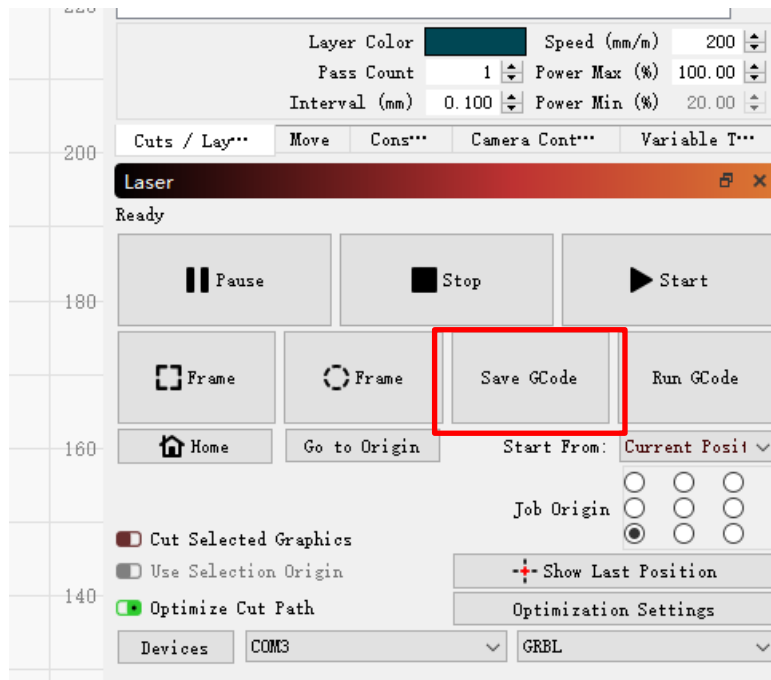 Layer Color Speed (mm/m) 200
Pass Count 1 Power Max (%) 100.00
Interval (mm) 0.100 Power Min (%) 20.00
200
Cuts / Lay… Move Cons… Camera Cont… Variable T…
Laser
Ready
Pause Stop Start
180
Frame Frame Save GCode Run GCode
160
Home Go to Origin Start From: Current Posit
Job Origin
Cut Selected Graphics
Use Selection Origin Show Last Position
140
Optimize Cut Path Optimization Settings
Devices COM3 GRBL